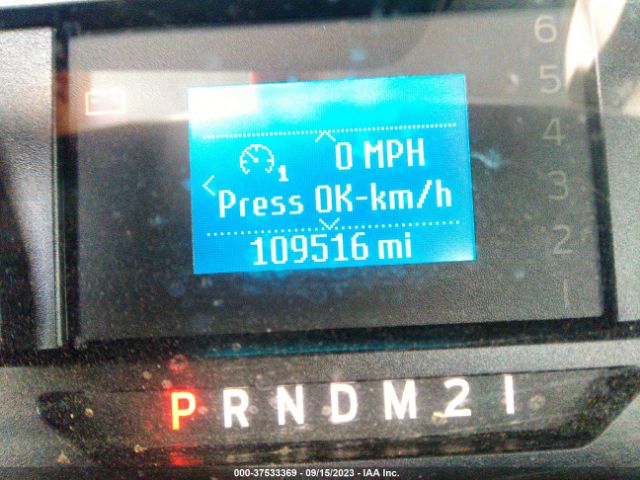 6
5
4
3
2
1
1 0 MPH
Press OK-km/h
109516 mi
P R N D M 2 1
000-37533369 - 09/15/2023 - IAA Inc.